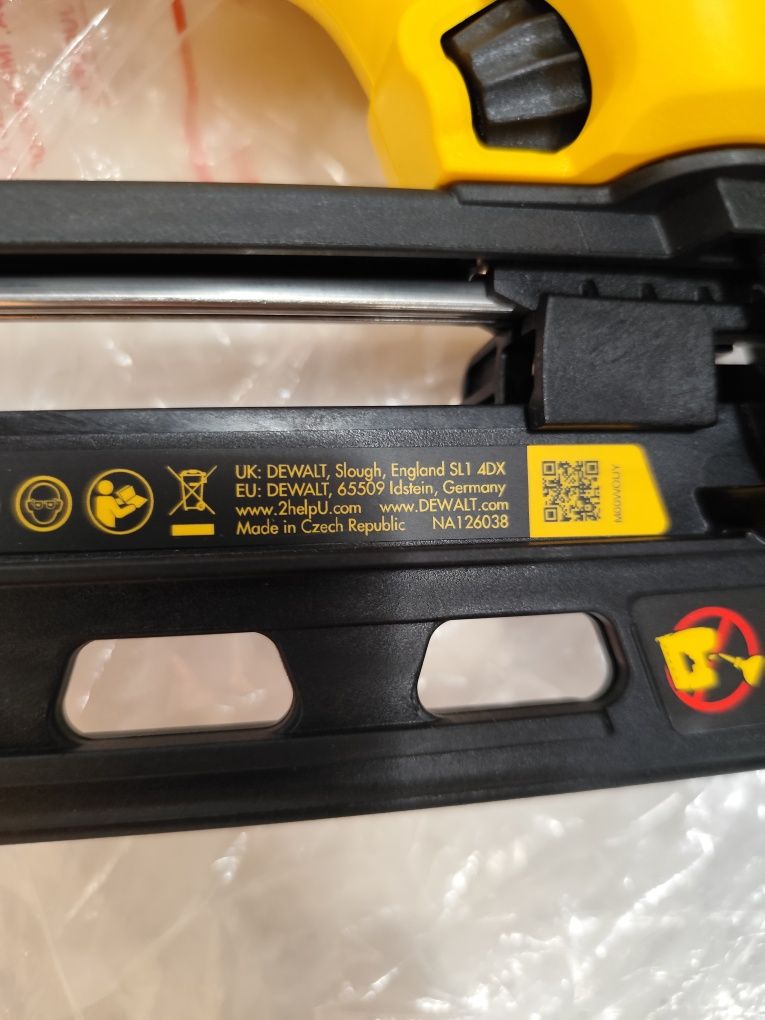 UK: DEWALT, Slough, England SL1 4DX
EU: DEWALT, 65509 Idstein, Germany
www.2helpU.com www.DEWALT.com
Made in Czech Republic NA126038